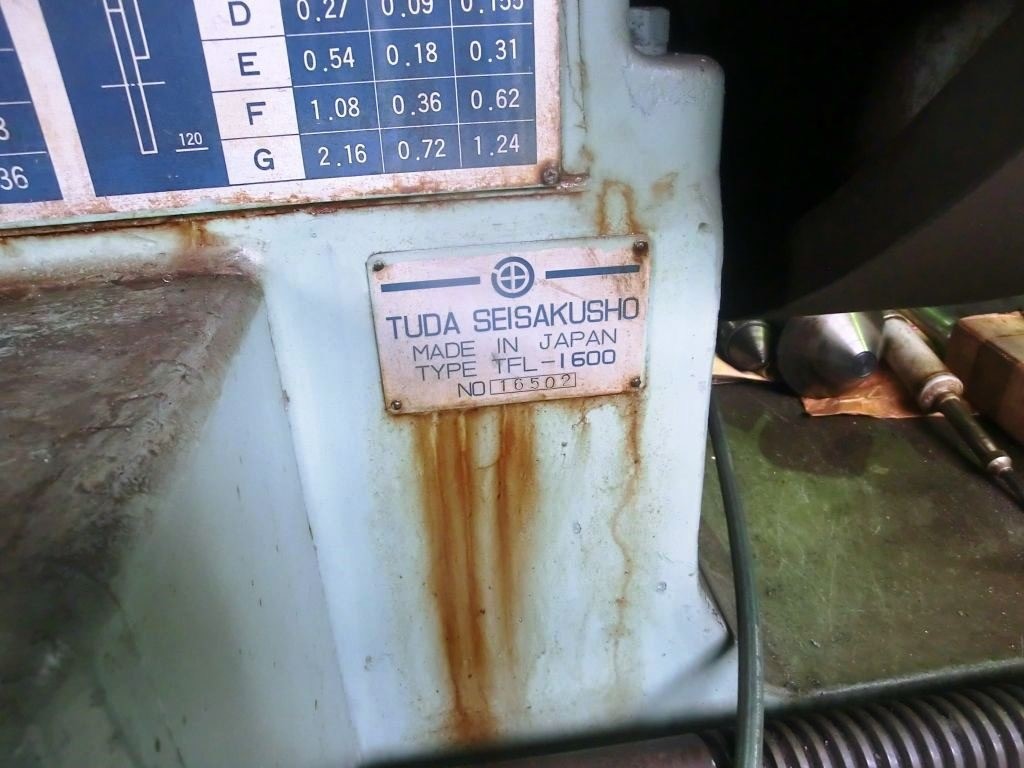 D 0.27 0.09 0.155
E 0.54 0.18 0.31
F 1.08 0.36 0.62
G 2.16 0.72 1.24
120
36
TUDA SEISAKUSHO
MADE IN JAPAN
TYPE TFL-1600
NO 16502